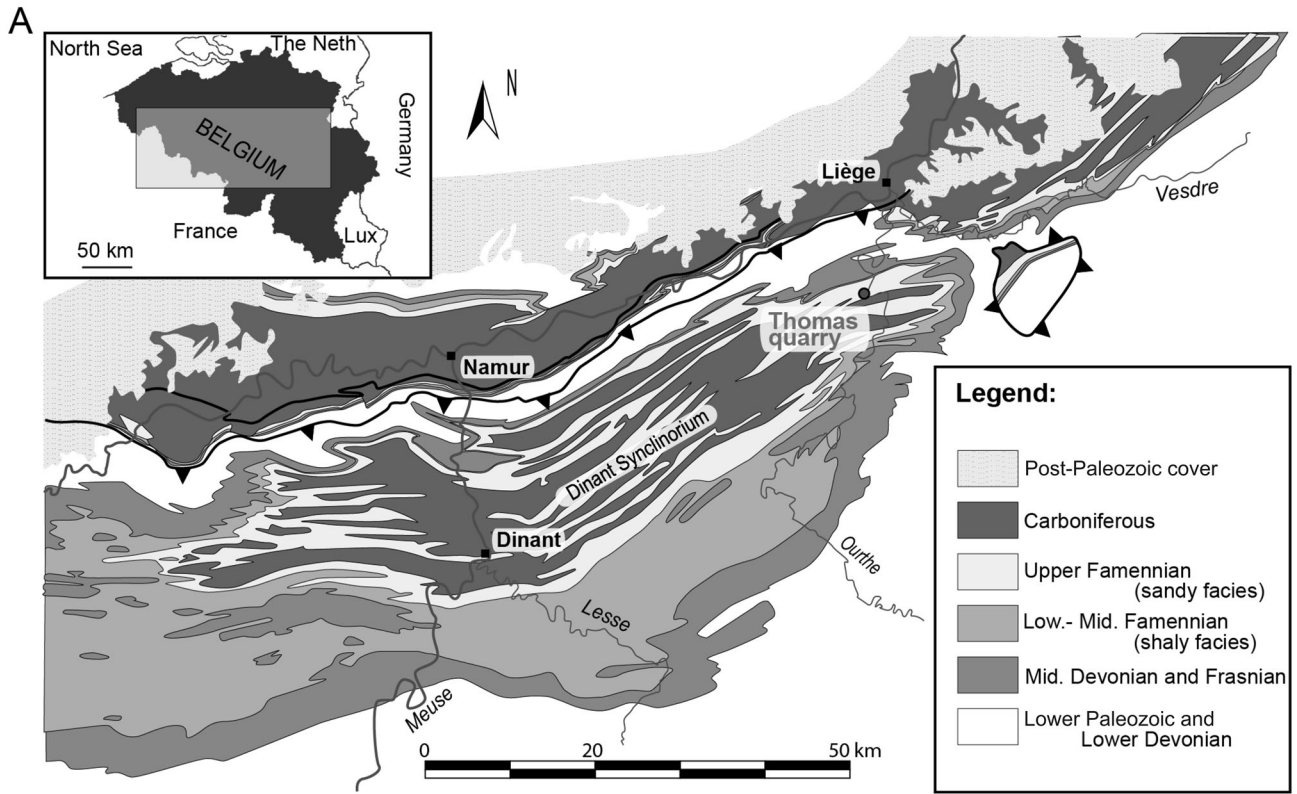 A
North Sea
The Neth
Germany
BELGIUM
France
Lux
50 km
N
Liège
Vesdre
Thomas
quarry
Namur
Dinant Synclinorium
Dinant
Ourthe
Lesse
Meuse
0 20 50 km
Legend:
Post-Paleozoic cover
Carboniferous
Upper Famennian
(sandy facies)
Low.- Mid. Famennian
(shaly facies)
Mid. Devonian and Frasnian
Lower Paleozoic and
Lower Devonian